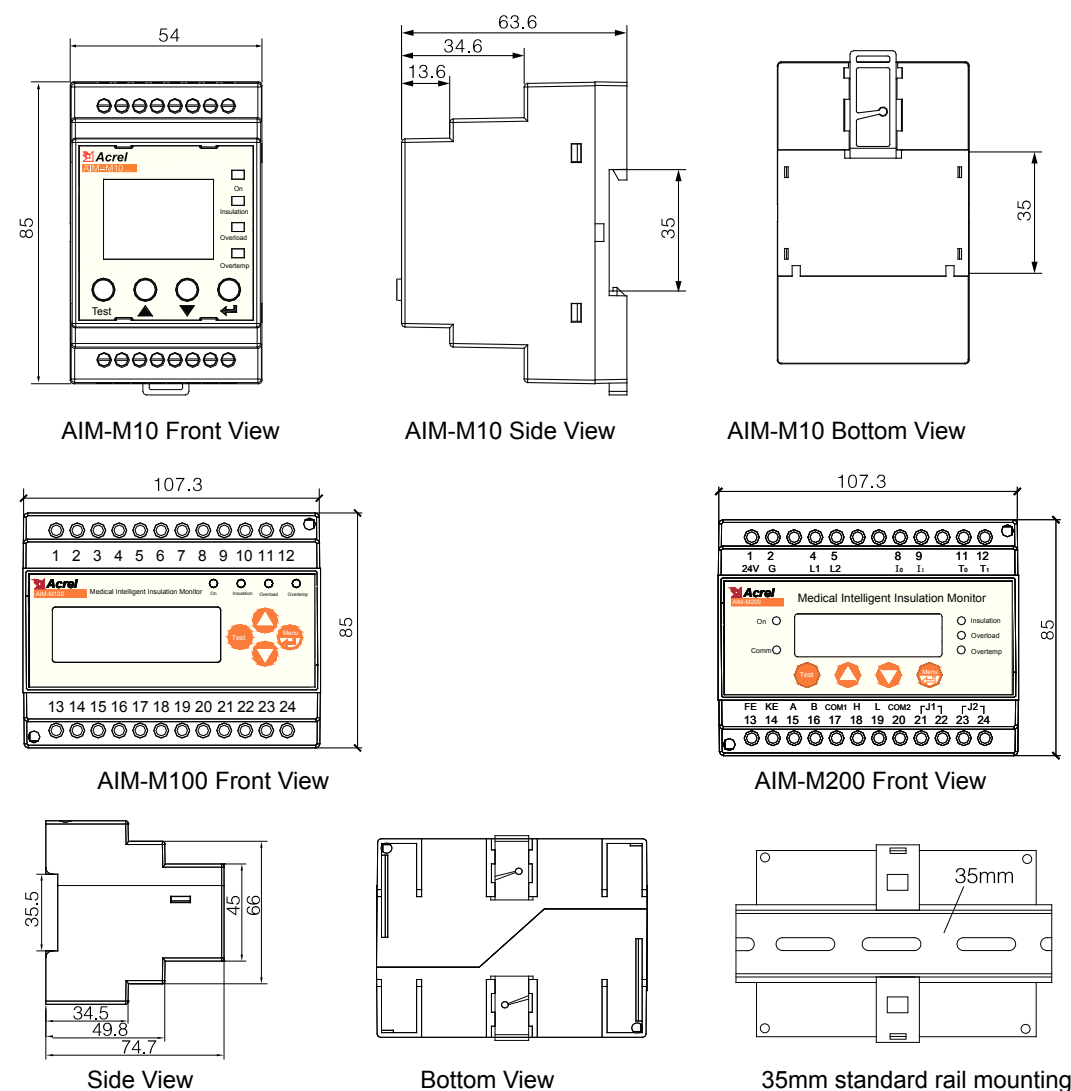 54
85
Acrel
AIM-M10
On
Insulation
Overload
Overtemp
Test
63.6
34.6
13.6
35
35
AIM-M10 Front View
AIM-M10 Side View
AIM-M10 Bottom View
107.3
85
1 2 3 4 5 6 7 8 9 10 11 12
Acrel
AIM-M100
Medical Intelligent Insulation Monitor
On Insulation Overload Overtemp
Test
Menu
13 14 15 16 17 18 19 20 21 22 23 24
107.3
85
1 2 4 5 8 9 11 12
24V G L1 L2 I₀ I₁ T₀ T₁
Acrel
AIM-M200
Medical Intelligent Insulation Monitor
On
Comm
Insulation
Overload
Overtemp
Test
Menu
FE KE A B COM1 H L COM2 J1 J2
13 14 15 16 17 18 19 20 21 22 23 24
AIM-M100 Front View
AIM-M200 Front View
35.5
45
66
34.5
49.8
74.7
35mm
Side View
Bottom View
35mm standard rail mounting